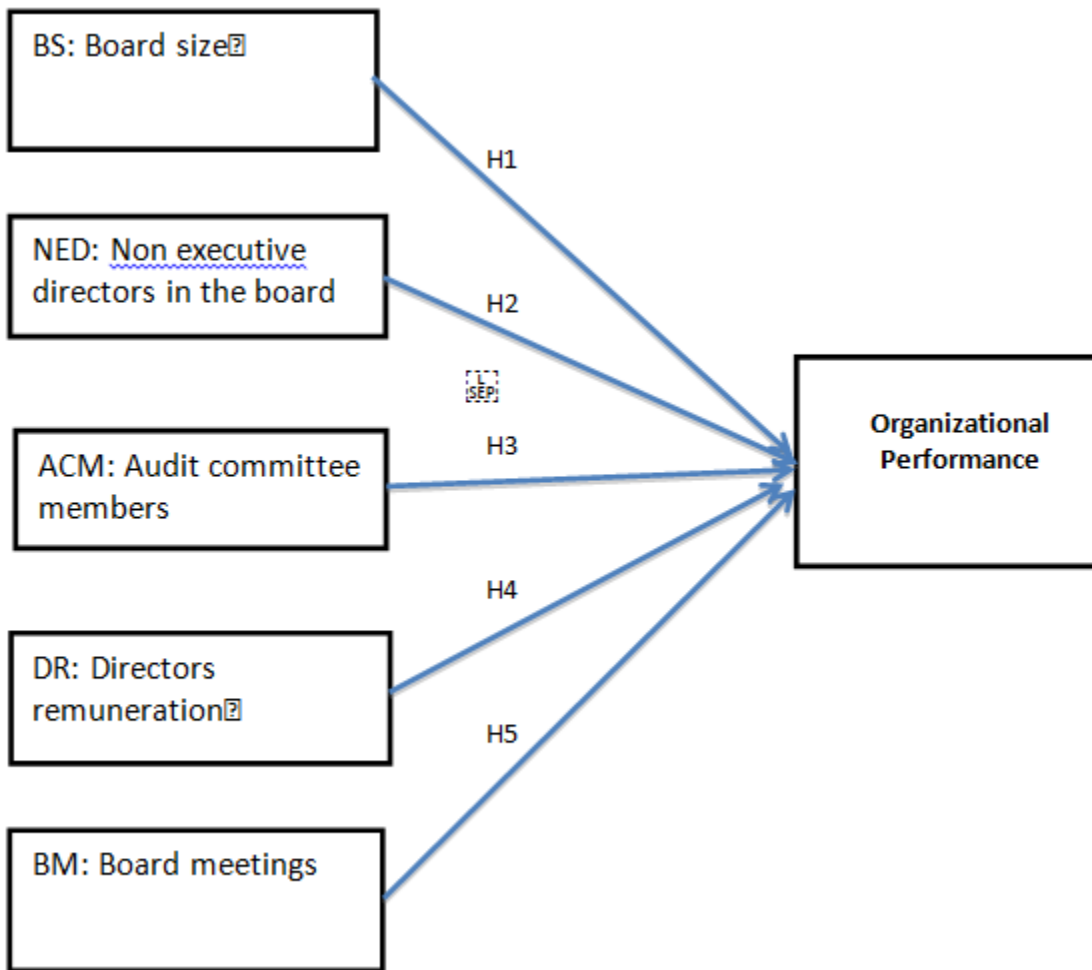 BS: Board size⍰
H1
NED: Non executive
directors in the board
H2
L
SEP
H3
ACM: Audit committee
members
Organizational
Performance
H4
DR: Directors
remuneration⍰
H5
BM: Board meetings